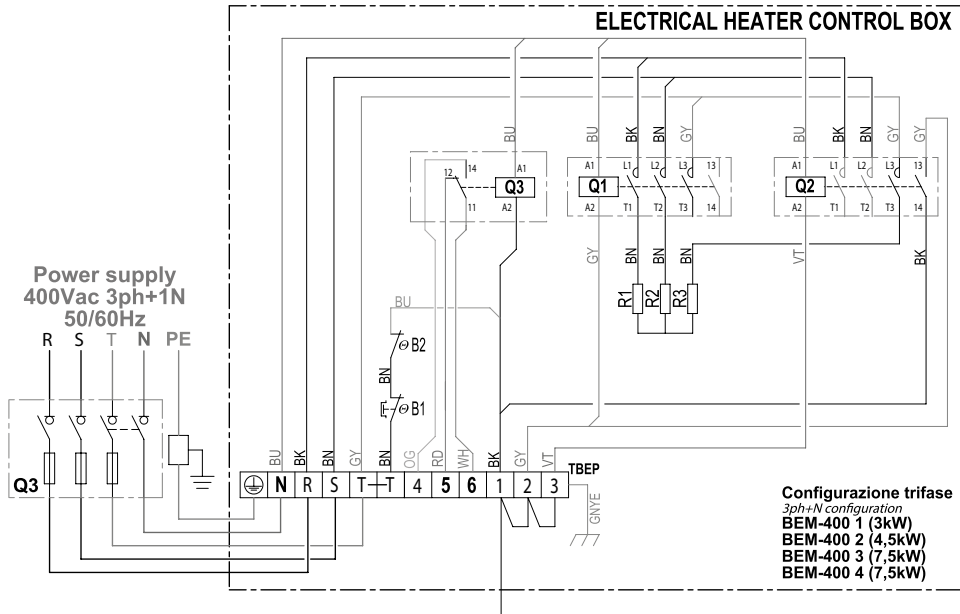 ELECTRICAL HEATER CONTROL BOX
BU
BU
BK
BN
GY
BU
BK
BN
GY
GY
14
A1
12
Q3
11
A2
A1
L1
L2
L3
13
Q1
A2
T1
T2
T3
14
A1
L1
L2
L3
13
Q2
A2
T1
T2
T3
14
GY
BN
BN
BN
VT
BK
R1
R2
R3
Power supply
400Vac 3ph+1N
50/60Hz
R S T N PE
BU
B2
BN
B1
Q3
BU
BK
BN
GY
BN
OG
RD
WH
BK
GY
VT
TBEP
N R S T T 4 5 6 1 2 3
GNYE
Configurazione trifase
3ph+N configuration
BEM-400 1 (3kW)
BEM-400 2 (4,5kW)
BEM-400 3 (7,5kW)
BEM-400 4 (7,5kW)